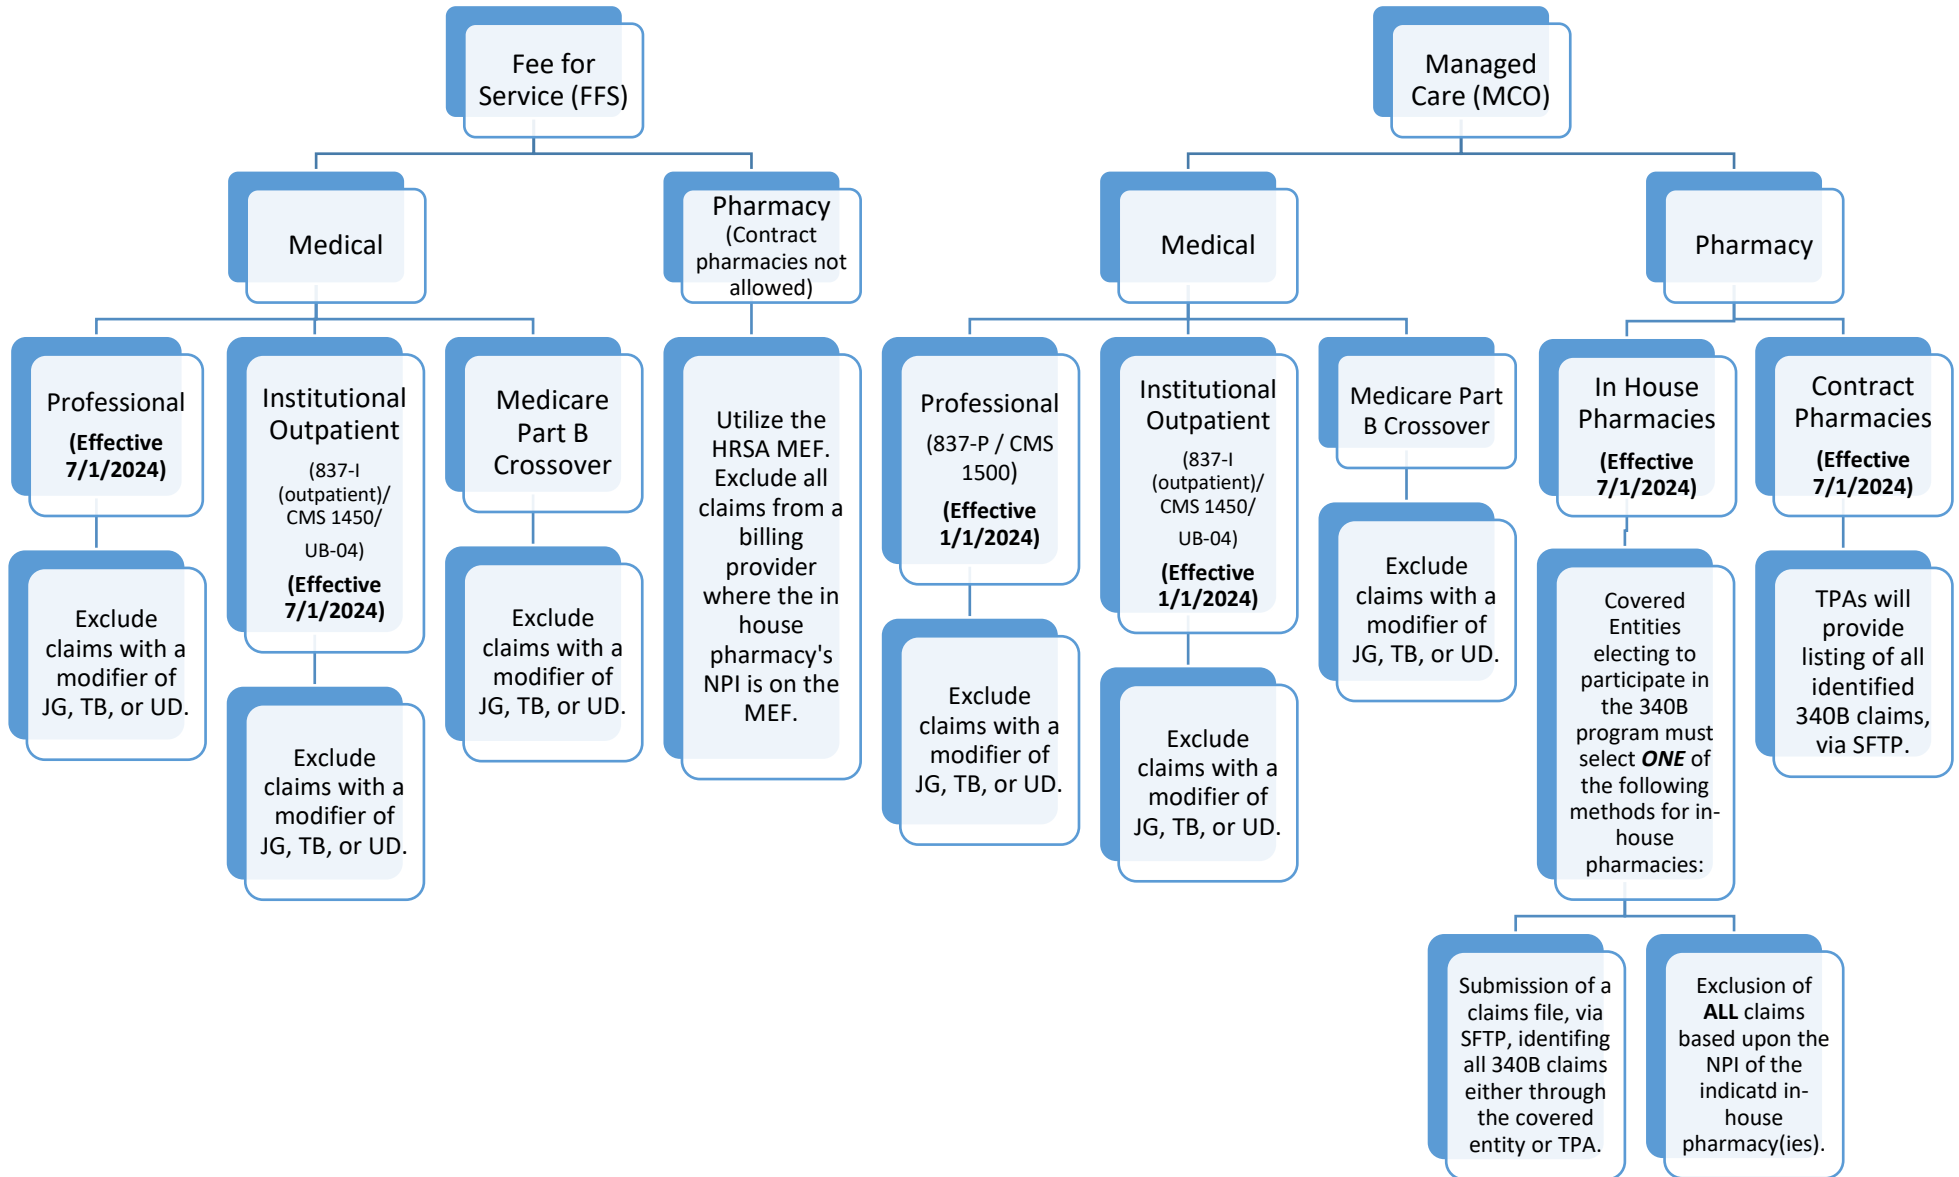 Fee for
Service (FFS)
Medical
Professional
(Effective
7/1/2024)
Exclude
claims with a
modifier of
JG, TB, or UD.
Institutional
Outpatient
(837-I
(outpatient)/
CMS 1450/
UB-04)
(Effective
7/1/2024)
Exclude
claims with a
modifier of
JG, TB, or UD.
Medicare
Part B
Crossover
Exclude
claims with a
modifier of
JG, TB, or UD.
Pharmacy
(Contract
pharmacies not
allowed)
Utilize the
HRSA MEF.
Exclude all
claims from a
billing
provider
where the in
house
pharmacy's
NPI is on the
MEF.
Managed
Care (MCO)
Medical
Professional
(837-P / CMS
1500)
(Effective
1/1/2024)
Exclude
claims with a
modifier of
JG, TB, or UD.
Institutional
Outpatient
(837-I
(outpatient)/
CMS 1450/
UB-04)
(Effective
1/1/2024)
Exclude
claims with a
modifier of
JG, TB, or UD.
Medicare Part
B Crossover
Exclude
claims with a
modifier of
JG, TB, or UD.
Pharmacy
In House
Pharmacies
(Effective
7/1/2024)
Covered
Entities
electing to
participate in
the 340B
program must
select ONE of
the following
methods for in-
house
pharmacies:
Submission of a
claims file, via
SFTP, identifing
all 340B claims
either through
the covered
entity or TPA.
Exclusion of
ALL claims
based upon the
NPI of the
indicatd in-
house
pharmacy(ies).
Contract
Pharmacies
(Effective
7/1/2024)
TPAs will
provide
listing of all
identified
340B claims,
via SFTP.